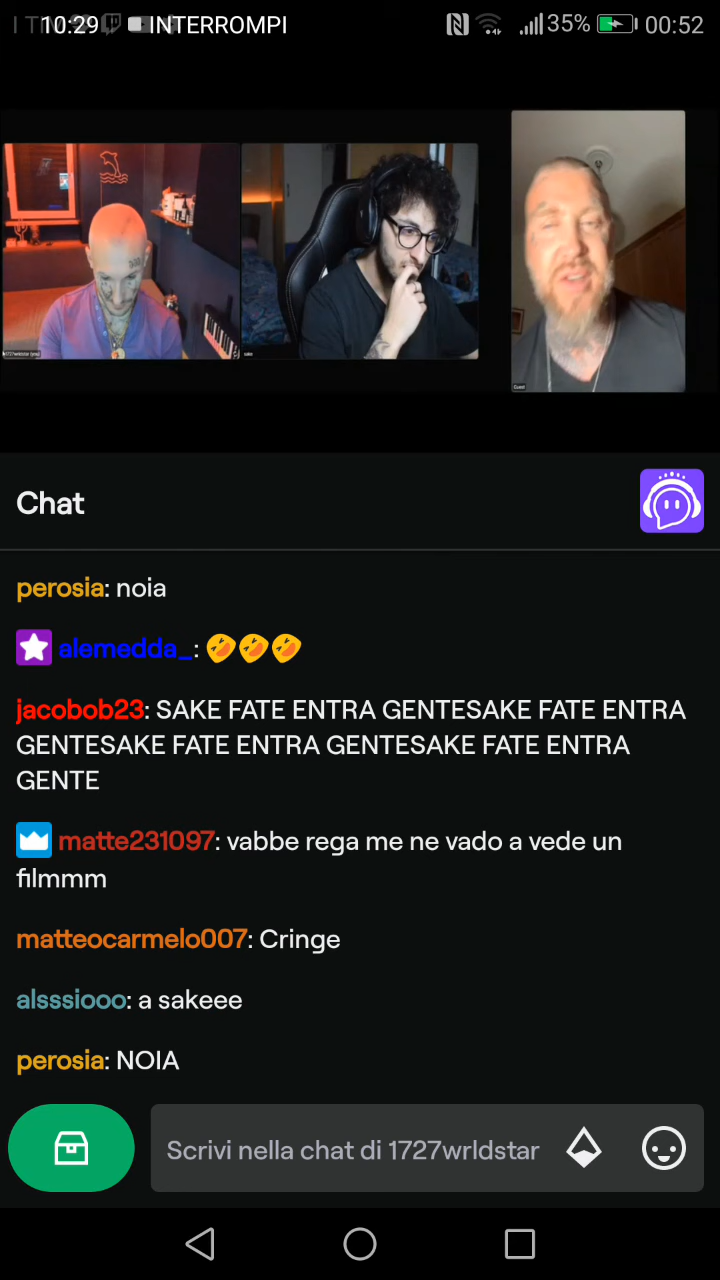 10:29 INTERROMPI 35% 00:52
sake
Guest
Chat
perosia: noia
alemedda_: 🤣🤣🤣
jacobob23: SAKE FATE ENTRA GENTESAKE FATE ENTRA
GENTESAKE FATE ENTRA GENTESAKE FATE ENTRA
GENTE
matte231097: vabbe rega me ne vado a vede un
filmmm
matteocarmelo007: Cringe
alsssiooo: a sakeee
perosia: NOIA
Scrivi nella chat di 1727wrldstar